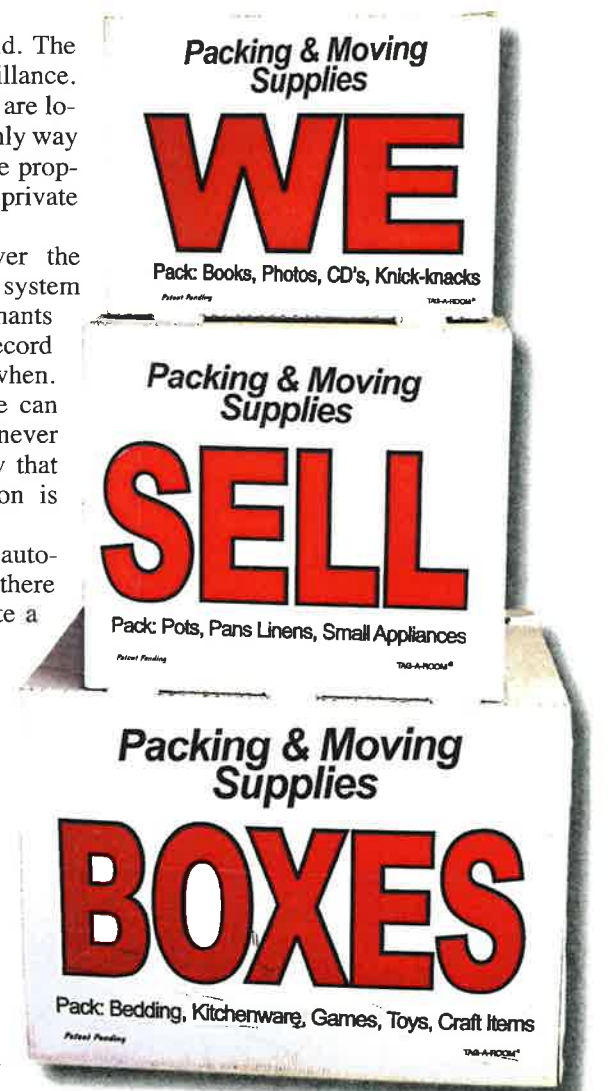 d. The
illance.
are lo-
nly way
e prop-
private
ver the
system
nants
ecord
when.
e can
never
v that
on is
auto-
there
te a
Packing & Moving
Supplies
WE
Pack: Books, Photos, CD's, Knick-knacks
Patent Pending TAG-A-ROOM®
Packing & Moving
Supplies
SELL
Pack: Pots, Pans Linens, Small Appliances
Patent Pending TAG-A-ROOM®
Packing & Moving
Supplies
BOXES
Pack: Bedding, Kitchenware, Games, Toys, Craft Items
Patent Pending TAG-A-ROOM®